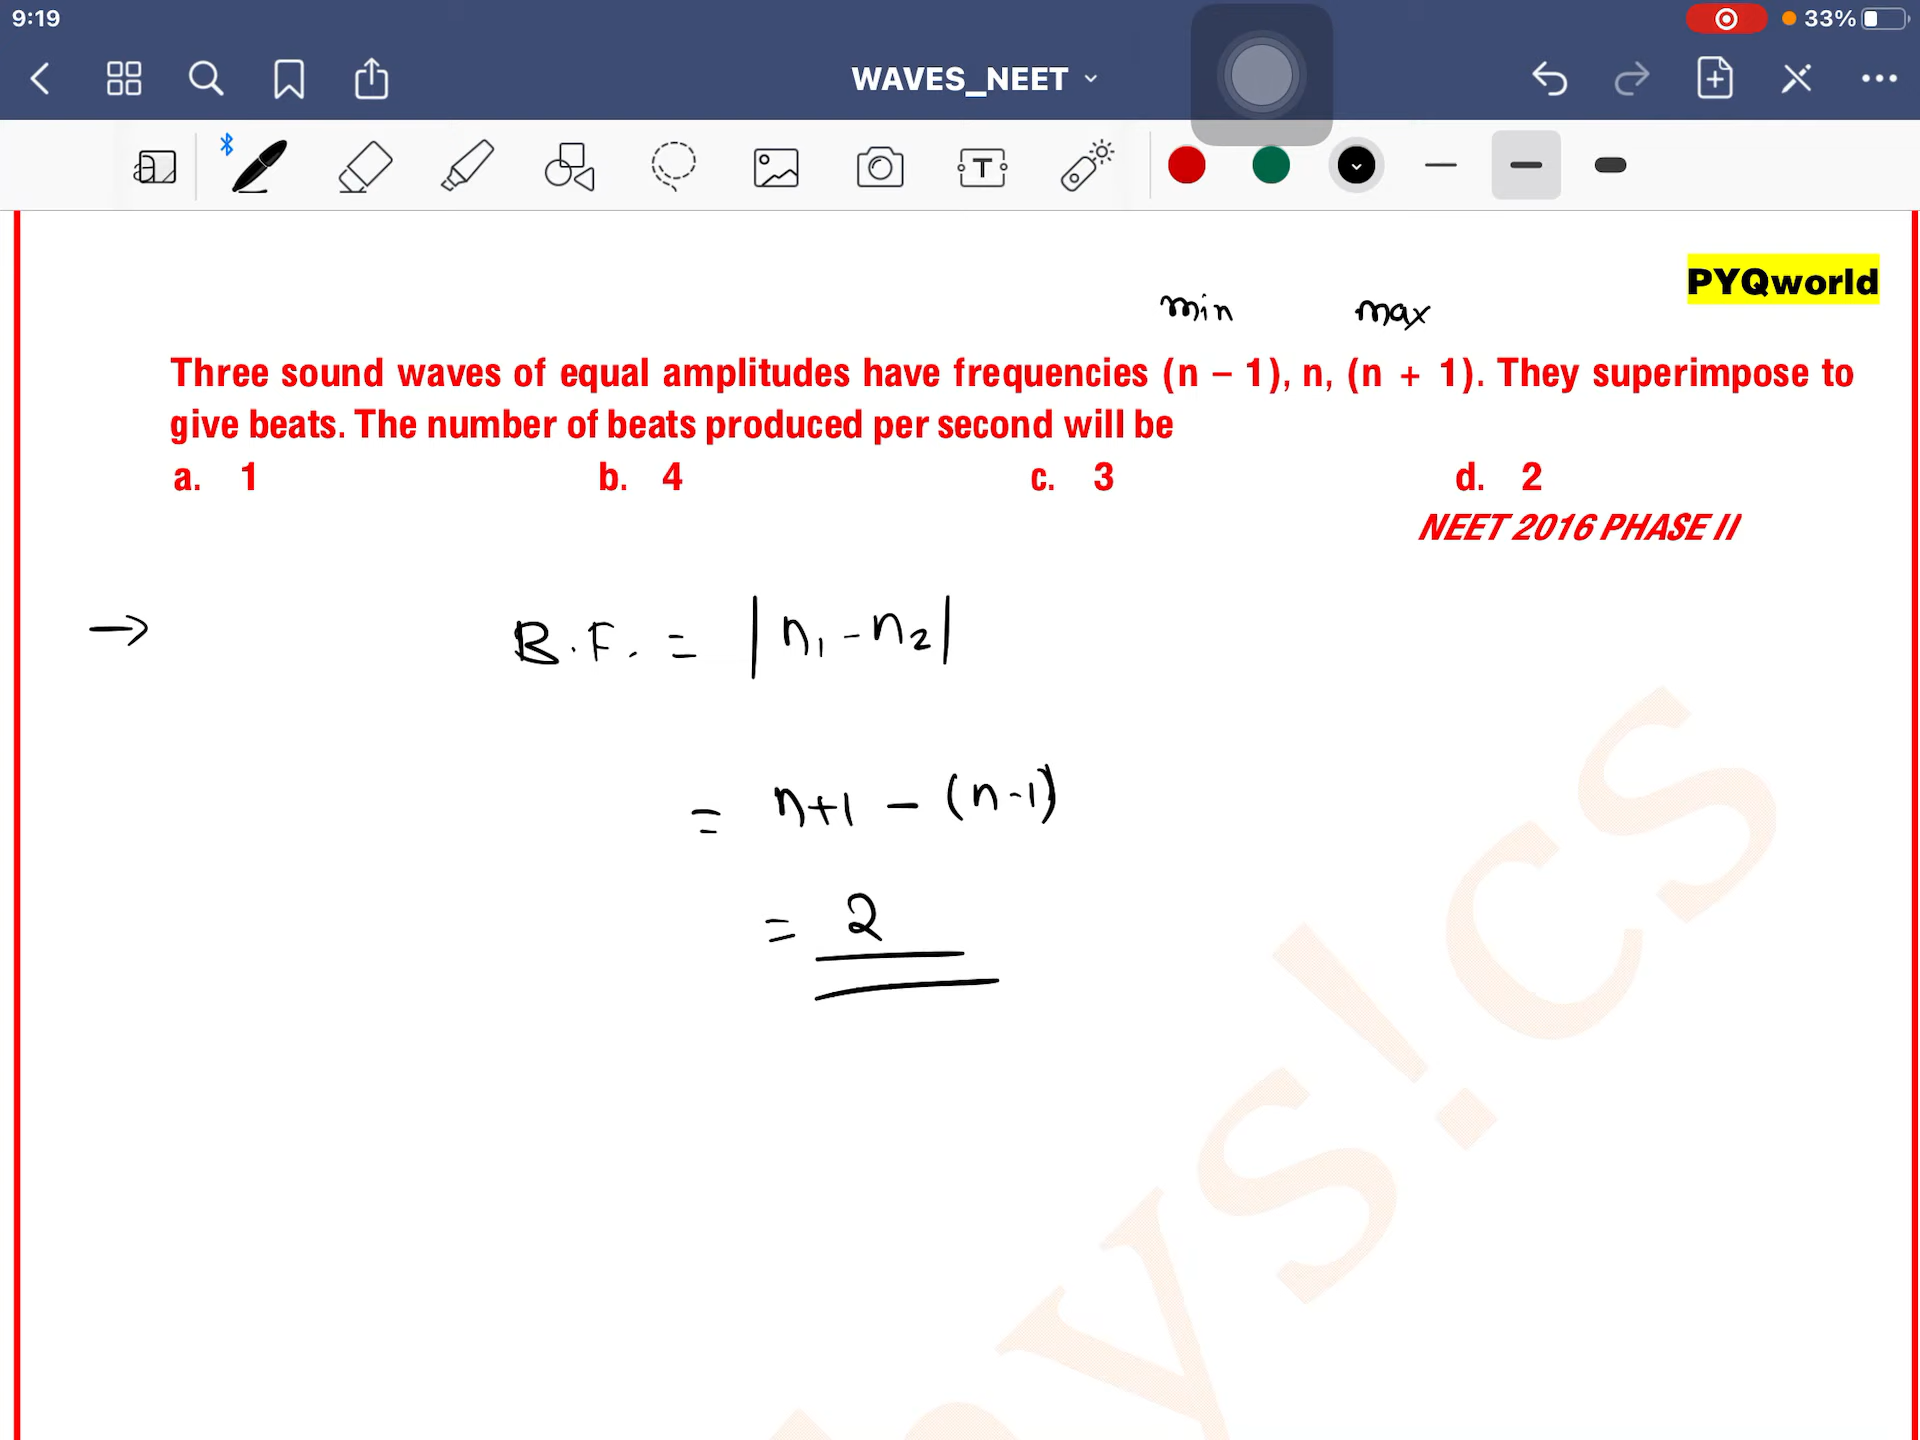 9:19
33%
WAVES_NEET
a
T
PYQworld
min max
Three sound waves of equal amplitudes have frequencies (n – 1), n, (n + 1). They superimpose to
give beats. The number of beats produced per second will be
a. 1 b. 4 c. 3 d. 2
NEET 2016 PHASE II
→ B.F. = |n₁ - n₂|
= n+1 - (n-1)
= 2
ys!cs